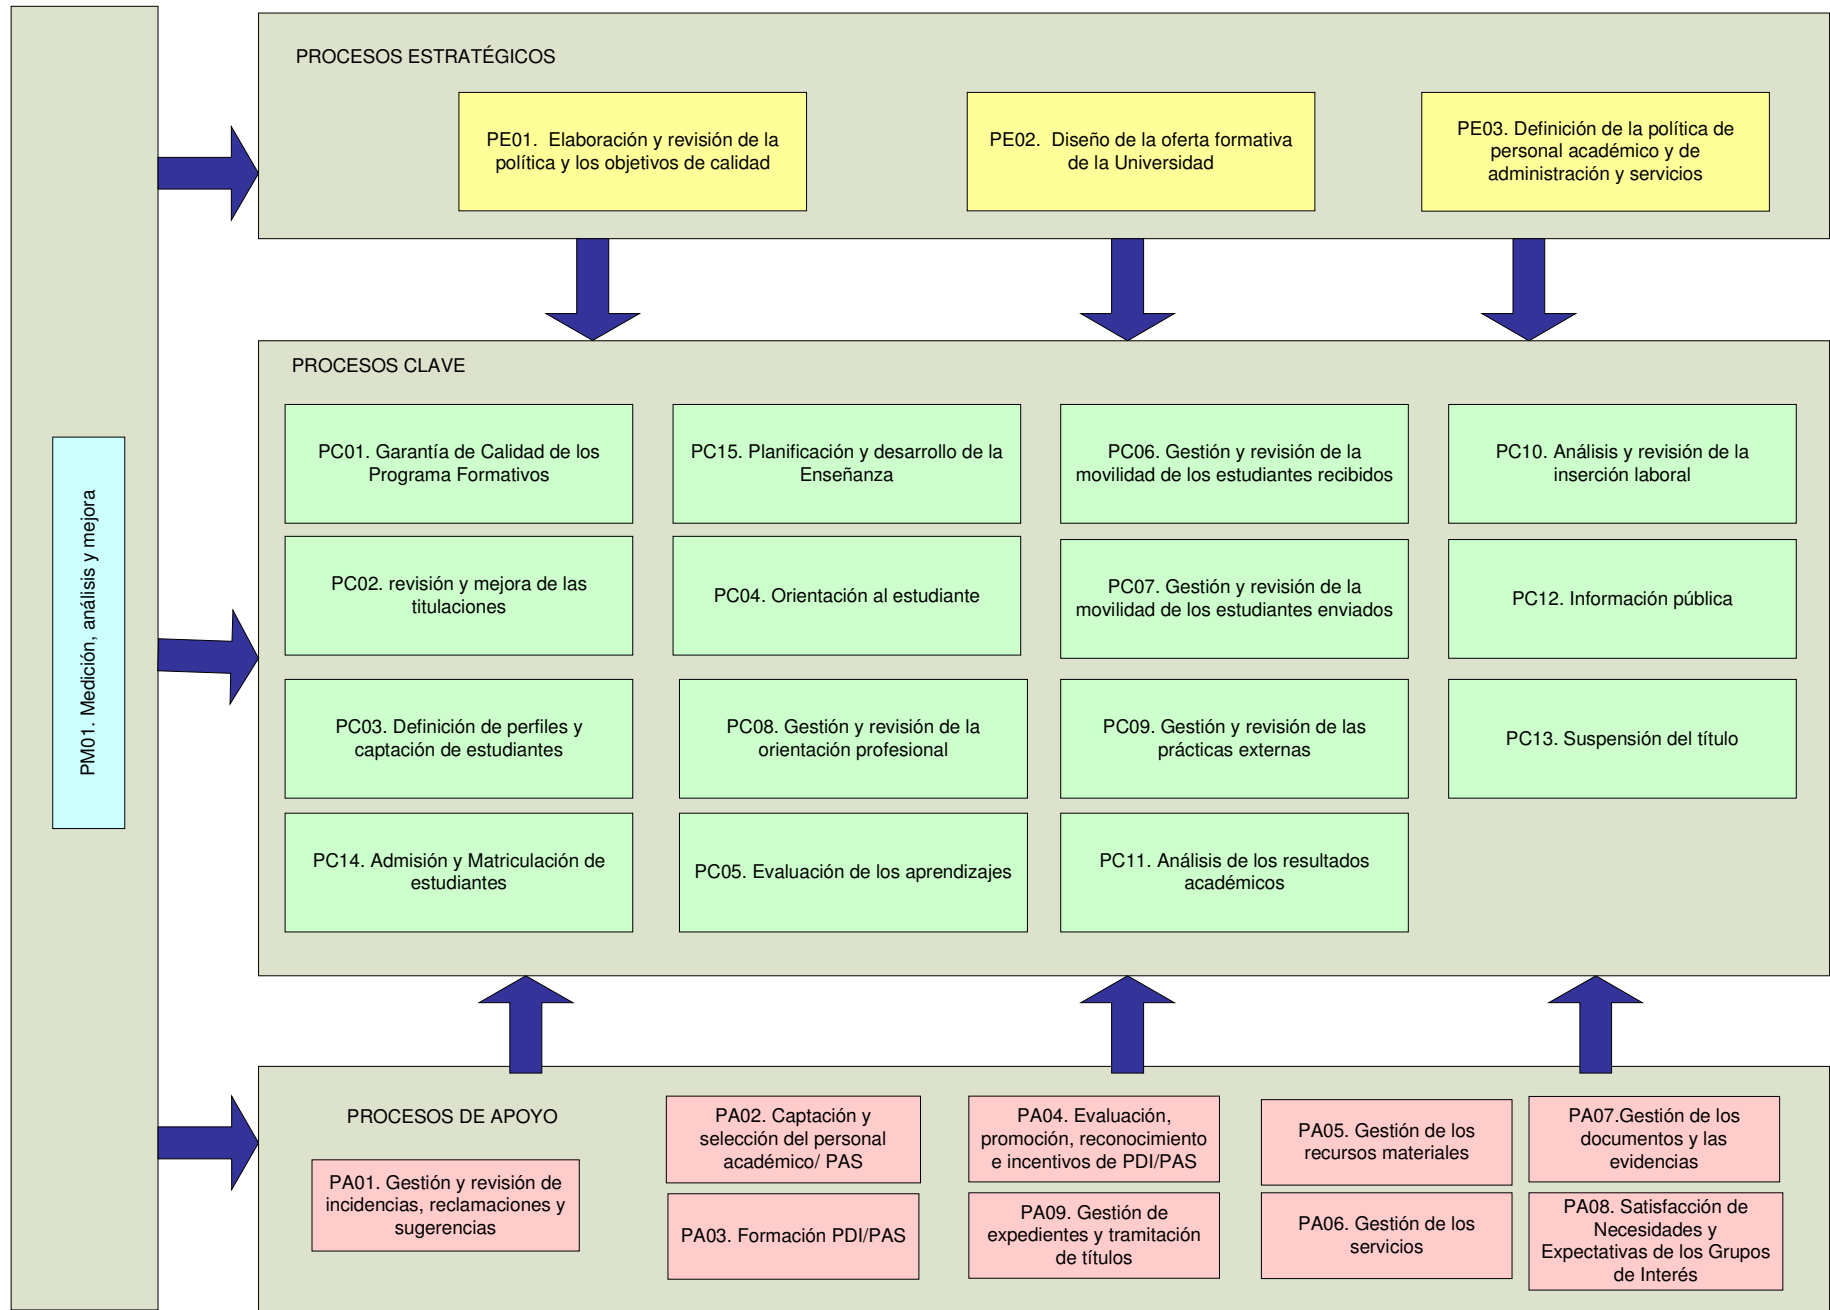 PROCESOS ESTRATÉGICOS
PE01.  Elaboración y revisión de la
política y los objetivos de calidad
PE02.  Diseño de la oferta formativa
de la Universidad
PE03. Definición de la política de
personal académico y de
administración y servicios
PM01. Medición, análisis y mejora
PROCESOS CLAVE
PC01. Garantía de Calidad de los
Programa Formativos
PC15. Planificación y desarrollo de la
Enseñanza
PC06. Gestión y revisión de la
movilidad de los estudiantes recibidos
PC10. Análisis y revisión de la
inserción laboral
PC02. revisión y mejora de las
titulaciones
PC04. Orientación al estudiante
PC07. Gestión y revisión de la
movilidad de los estudiantes enviados
PC12. Información pública
PC03. Definición de perfiles y
captación de estudiantes
PC08. Gestión y revisión de la
orientación profesional
PC09. Gestión y revisión de las
prácticas externas
PC13. Suspensión del título
PC14. Admisión y Matriculación de
estudiantes
PC05. Evaluación de los aprendizajes
PC11. Análisis de los resultados
académicos
PROCESOS DE APOYO
PA01. Gestión y revisión de
incidencias, reclamaciones y
sugerencias
PA02. Captación y
selección del personal
académico/ PAS
PA03. Formación PDI/PAS
PA04. Evaluación,
promoción, reconocimiento
e incentivos de PDI/PAS
PA09. Gestión de
expedientes y tramitación
de títulos
PA05. Gestión de los
recursos materiales
PA06. Gestión de los
servicios
PA07.Gestión de los
documentos y las
evidencias
PA08. Satisfacción de
Necesidades y
Expectativas de los Grupos
de Interés